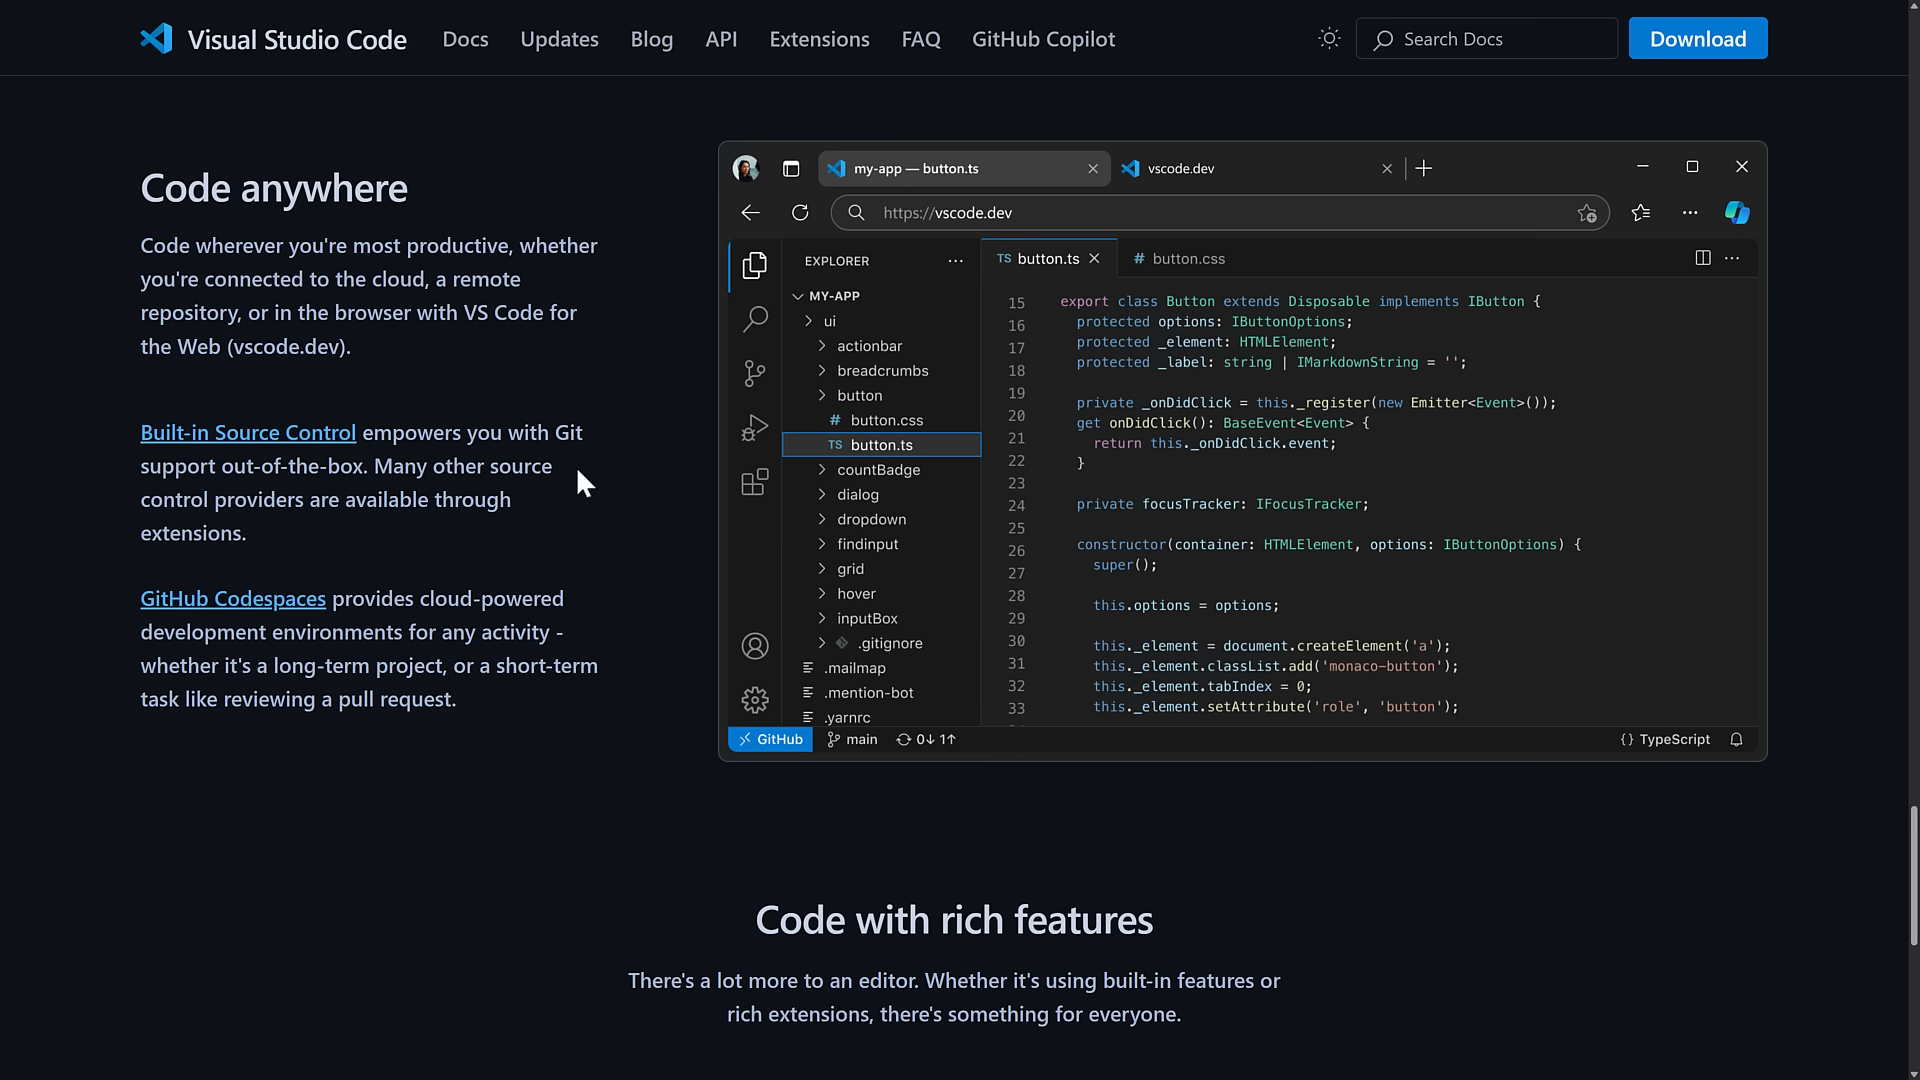 Visual Studio Code Docs Updates Blog API Extensions FAQ GitHub Copilot Search Docs Download
Code anywhere
Code wherever you're most productive, whether
you're connected to the cloud, a remote
repository, or in the browser with VS Code for
the Web (vscode.dev).
Built-in Source Control empowers you with Git
support out-of-the-box. Many other source
control providers are available through
extensions.
GitHub Codespaces provides cloud-powered
development environments for any activity -
whether it's a long-term project, or a short-term
task like reviewing a pull request.
my-app — button.ts vscode.dev
https://vscode.dev
EXPLORER
MY-APP
ui
actionbar
breadcrumbs
button
# button.css
TS button.ts
countBadge
dialog
dropdown
findinput
grid
hover
inputBox
.gitignore
.mailmap
.mention-bot
.yarnrc
TS button.ts # button.css
15 export class Button extends Disposable implements IButton {
16 protected options: IButtonOptions;
17 protected _element: HTMLElement;
18 protected _label: string | IMarkdownString = '';
19
20 private _onDidClick = this._register(new Emitter<Event>());
21 get onDidClick(): BaseEvent<Event> {
22 return this._onDidClick.event;
23 }
24
25 private focusTracker: IFocusTracker;
26
27 constructor(container: HTMLElement, options: IButtonOptions) {
28 super();
29
30 this.options = options;
31
32 this._element = document.createElement('a');
33 this._element.classList.add('monaco-button');
this._element.tabIndex = 0;
this._element.setAttribute('role', 'button');
GitHub main 0↓ 1↑ {} TypeScript
Code with rich features
There's a lot more to an editor. Whether it's using built-in features or
rich extensions, there's something for everyone.